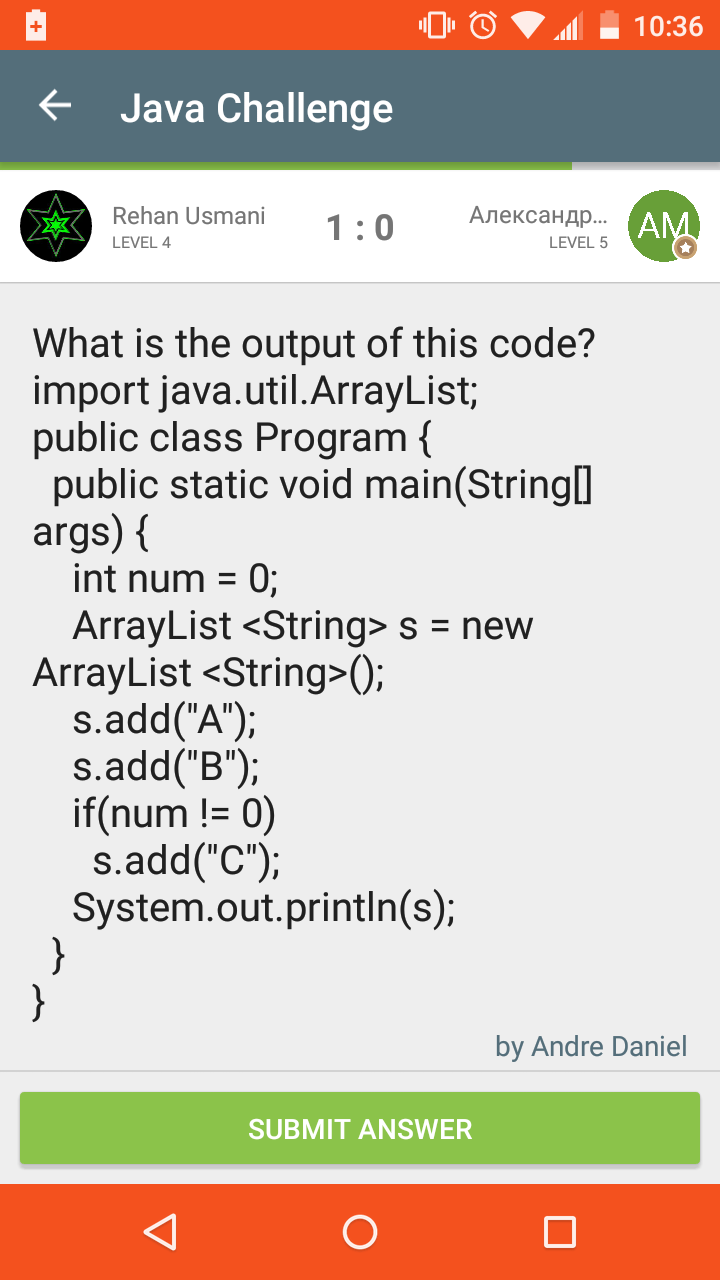 10:36
Java Challenge
Rehan Usmani
LEVEL 4
1 : 0
Александр...
LEVEL 5
AM
What is the output of this code?
import java.util.ArrayList;
public class Program {
  public static void main(String[]
args) {
    int num = 0;
    ArrayList <String> s = new
ArrayList <String>();
    s.add("A");
    s.add("B");
    if(num != 0)
      s.add("C");
    System.out.println(s);
  }
}
by Andre Daniel
SUBMIT ANSWER